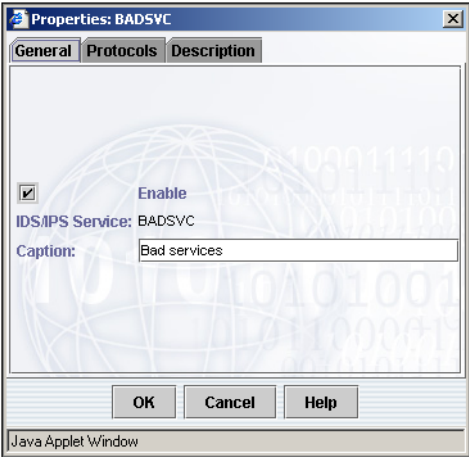 Properties: BADSVC
General Protocols Description
Enable
IDS/IPS Service: BADSVC
Caption: Bad services
OK Cancel Help
Java Applet Window